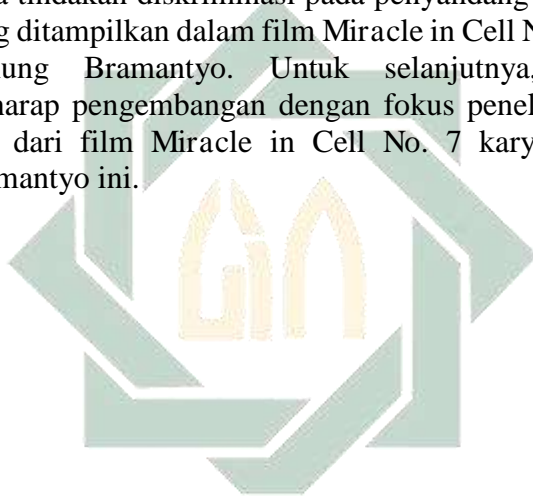 a tindakan diskriminasi pada penyandang
g ditampilkan dalam film Miracle in Cell N
ung Bramantyo. Untuk selanjutnya,
harap pengembangan dengan fokus penel
dari film Miracle in Cell No. 7 kary
mantyo ini.